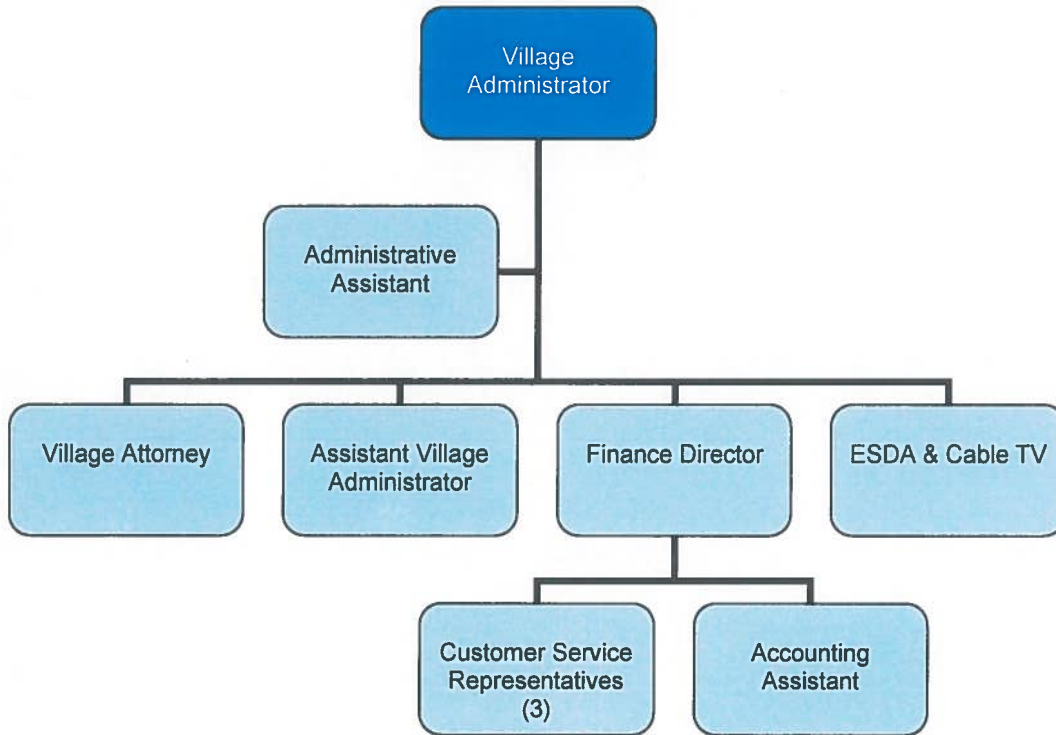 Village
Administrator
Administrative
Assistant
Village Attorney
Assistant Village
Administrator
Finance Director
ESDA & Cable TV
Customer Service
Representatives
(3)
Accounting
Assistant